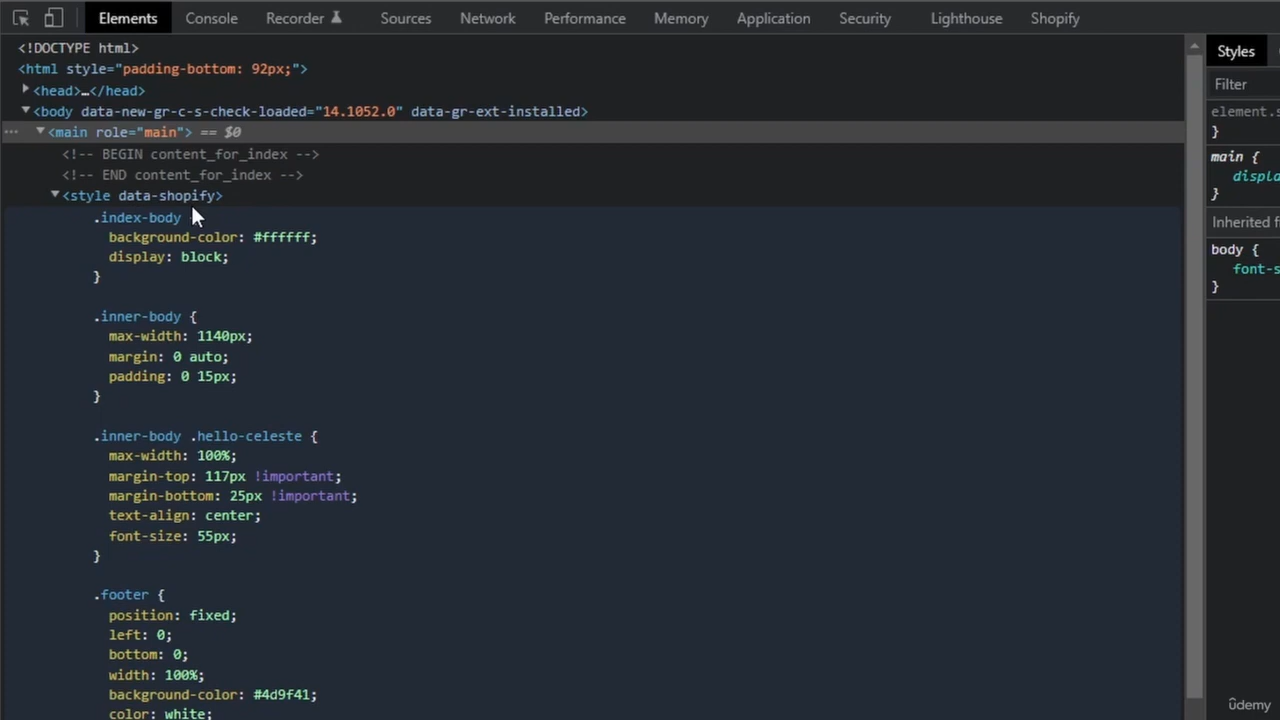 Elements Console Recorder Sources Network Performance Memory Application Security Lighthouse Shopify
<!DOCTYPE html>
<html style="padding-bottom: 92px;">
<head>…</head>
<body data-new-gr-c-s-check-loaded="14.1052.0" data-gr-ext-installed>
<main role="main"> == $0
<!-- BEGIN content_for_index -->
<!-- END content_for_index -->
<style data-shopify>
.index-body
background-color: #ffffff;
display: block;
}
.inner-body {
max-width: 1140px;
margin: 0 auto;
padding: 0 15px;
}
.inner-body .hello-celeste {
max-width: 100%;
margin-top: 117px !important;
margin-bottom: 25px !important;
text-align: center;
font-size: 55px;
}
.footer {
position: fixed;
left: 0;
bottom: 0;
width: 100%;
background-color: #4d9f41;
color: white;
Styles
Filter
element.s
}
main {
displa
}
Inherited f
body {
font-s
}
ûdemy